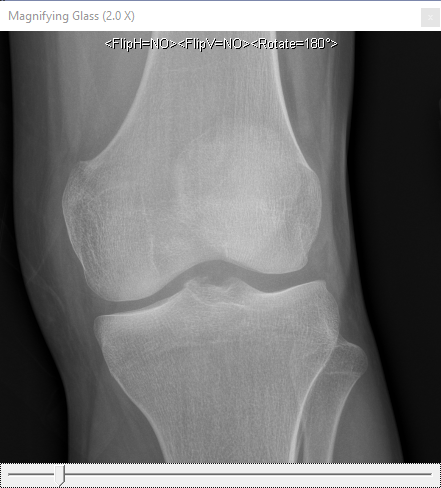 Magnifying Glass (2.0 X)
x
<FlipH=NO><FlipV=NO><Rotate=180°>